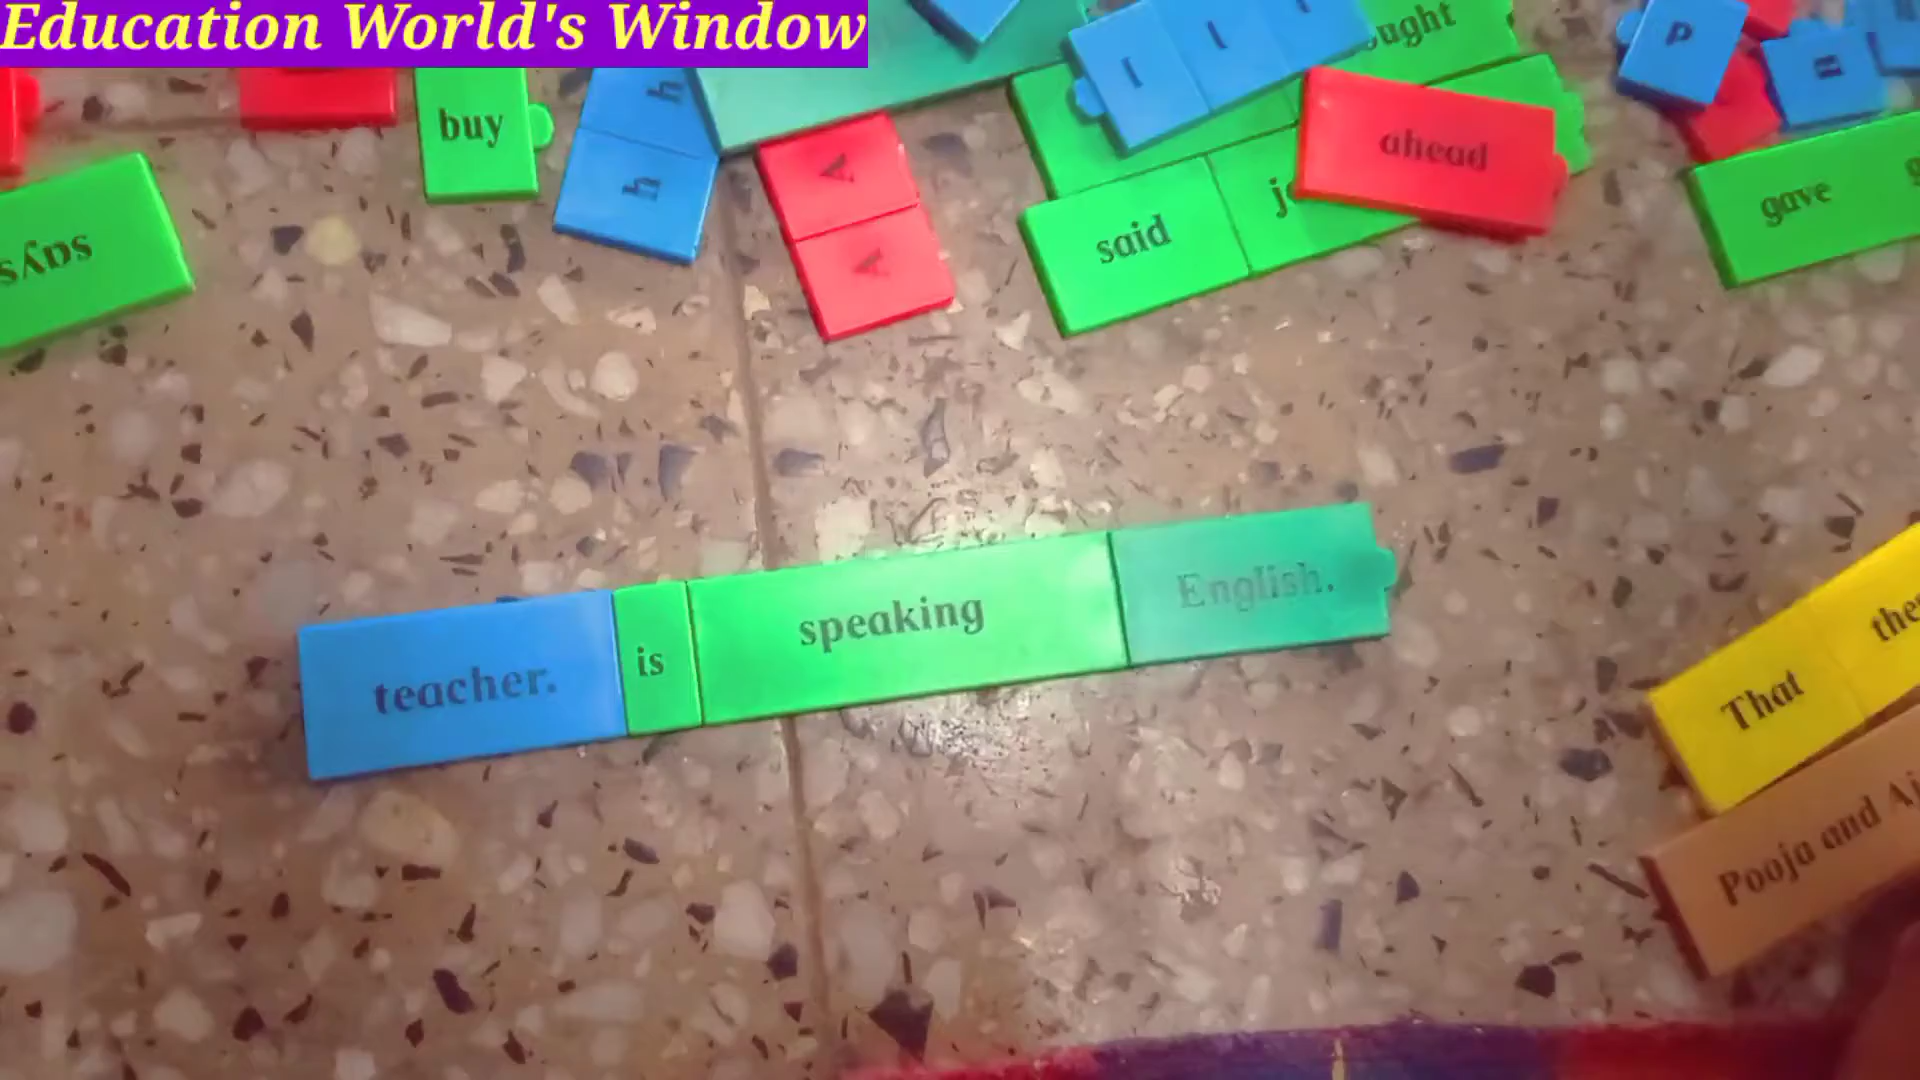 Education World's Window
buy
h
h
says
A
A
I
I
I
said
ahead
P
gave
teacher. is speaking English.
That
Pooja and